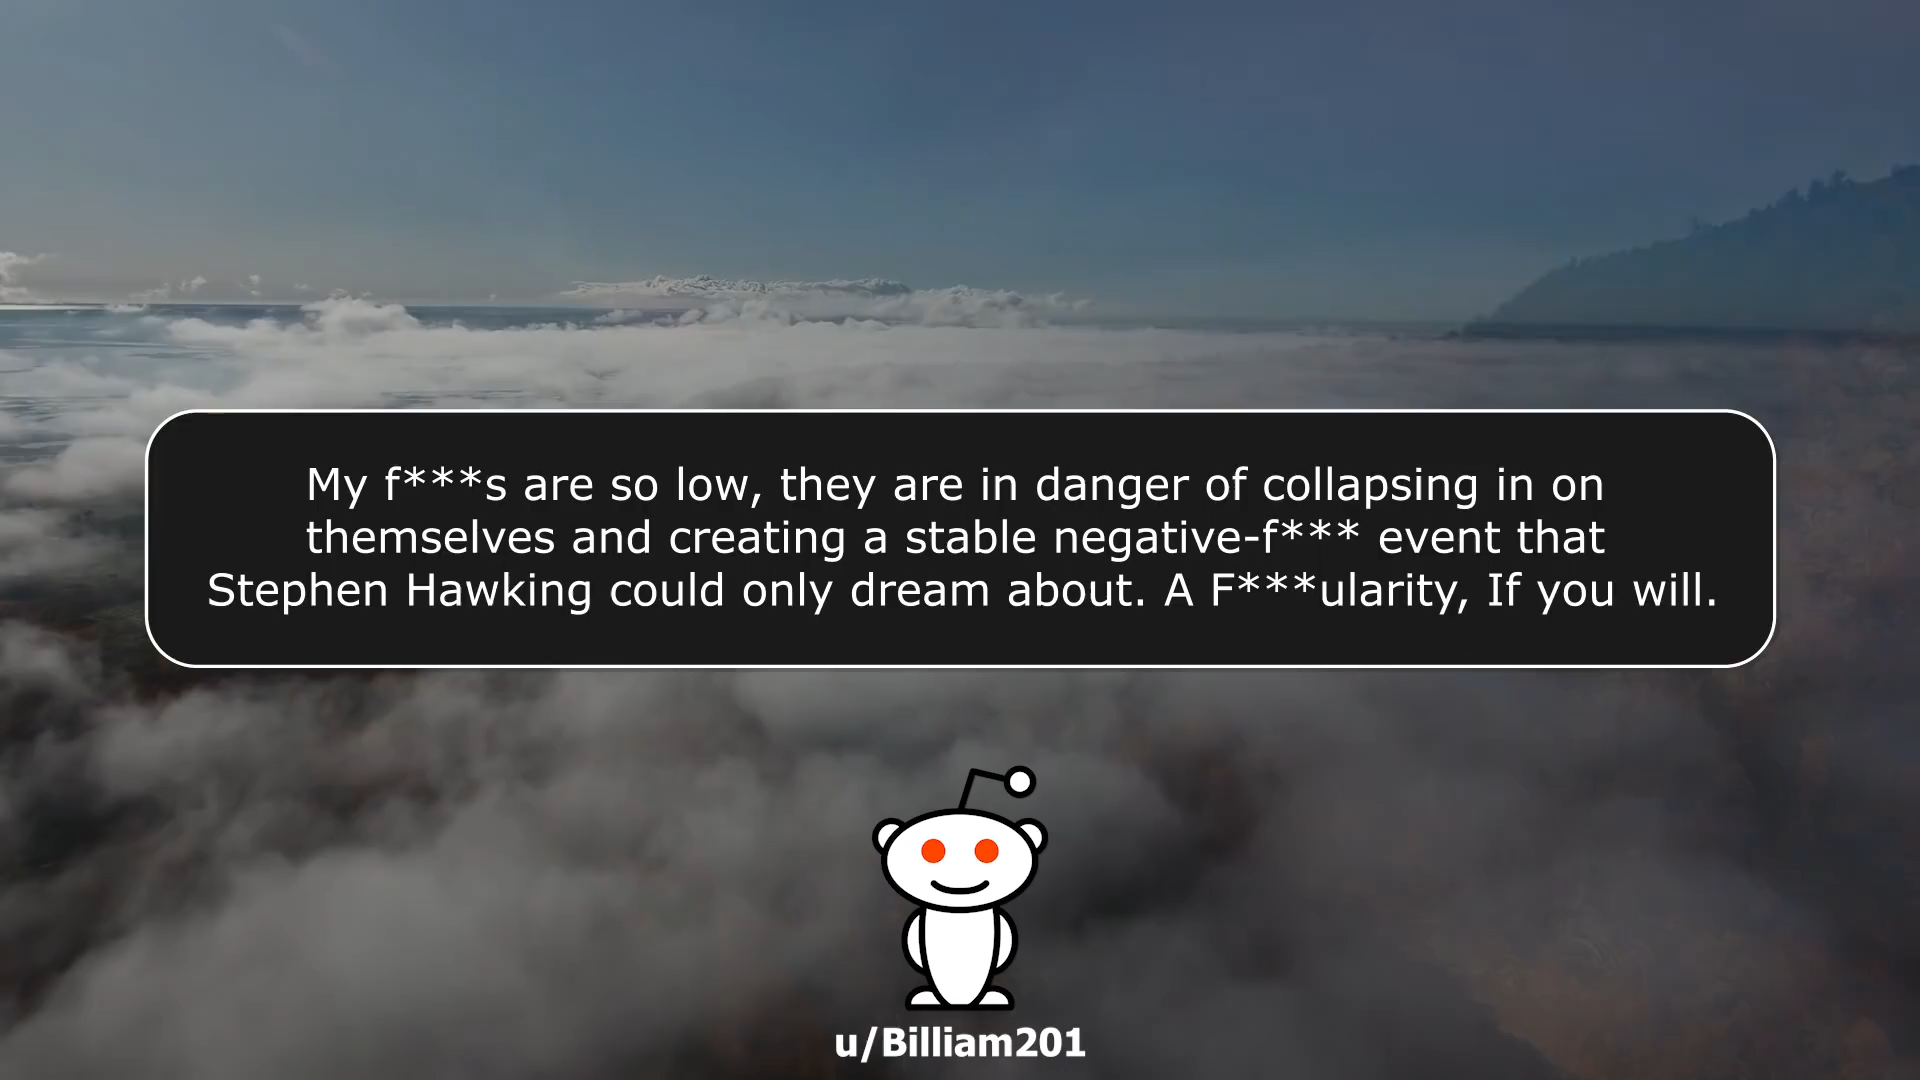 My f***s are so low, they are in danger of collapsing in on
themselves and creating a stable negative-f*** event that
Stephen Hawking could only dream about. A F***ularity, If you will.
u/Billiam201